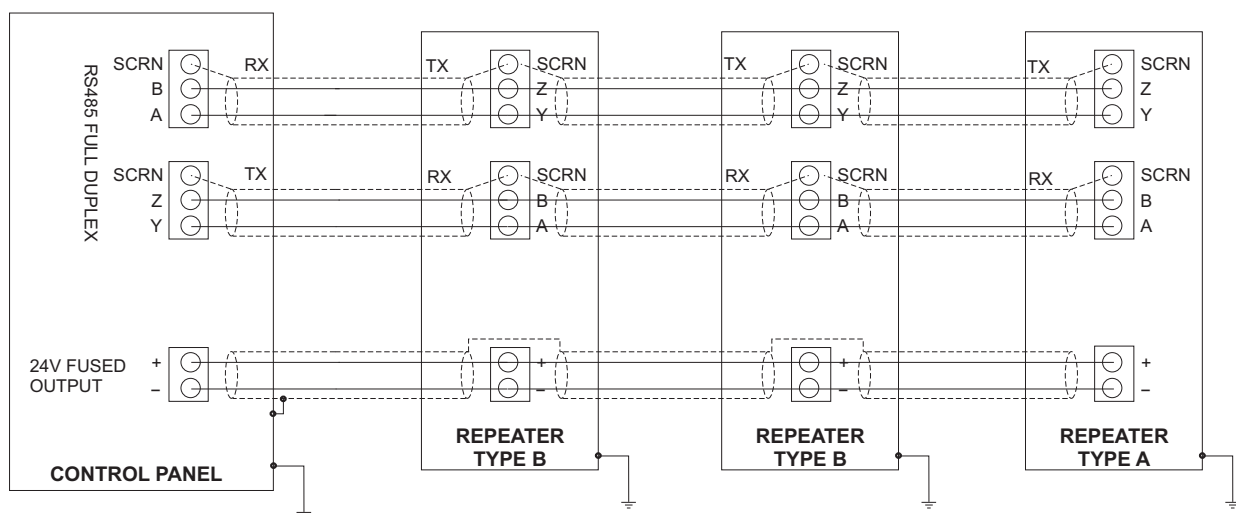 RS485 FULL DUPLEX
SCRN RX TX SCRN TX SCRN TX SCRN
B Z Z Z
A Y Y Y
SCRN TX RX SCRN RX SCRN RX SCRN
Z B B B
Y A A A
24V FUSED + + + +
OUTPUT – – – –
REPEATER REPEATER REPEATER
TYPE B TYPE B TYPE A
CONTROL PANEL